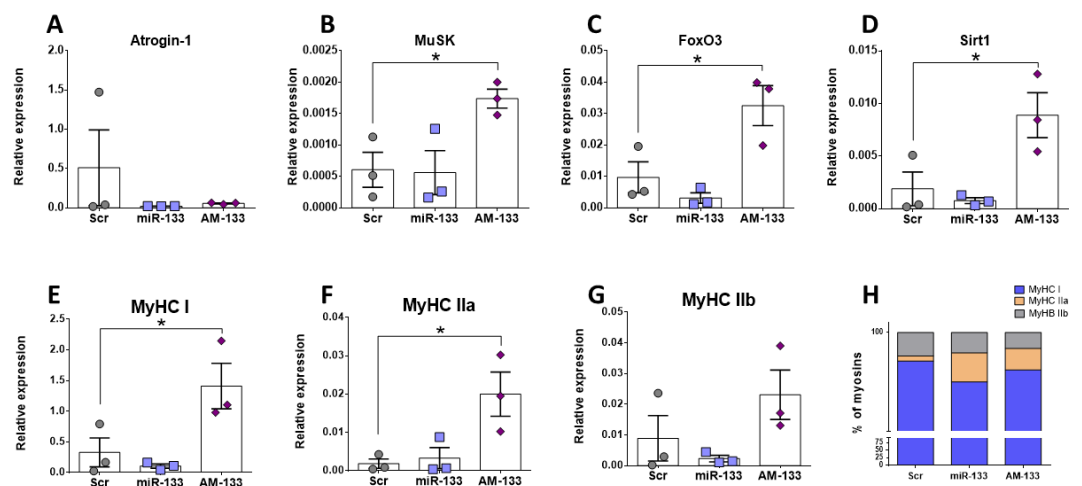 A
Atrogin-1
Relative expression
2.0
1.5
1.0
0.5
0.0
Scr
miR-133
AM-133
B
MuSK
Relative expression
0.0025
0.0020
0.0015
0.0010
0.0005
0.0000
*
Scr
miR-133
AM-133
C
FoxO3
Relative expression
0.05
0.04
0.03
0.02
0.01
0.00
*
Scr
miR-133
AM-133
D
Sirt1
Relative expression
0.015
0.010
0.005
0.000
*
Scr
miR-133
AM-133
E
MyHC I
Relative expression
2.5
2.0
1.5
1.0
0.5
0.0
*
Scr
miR-133
AM-133
F
MyHC IIa
Relative expression
0.04
0.03
0.02
0.01
0.00
*
Scr
miR-133
AM-133
G
MyHC IIb
Relative expression
0.05
0.04
0.03
0.02
0.01
0.00
Scr
miR-133
AM-133
H
MyHC I
MyHC IIa
MyHB IIb
% of myosins
100
75
50
25
0
Scr
miR-133
AM-133